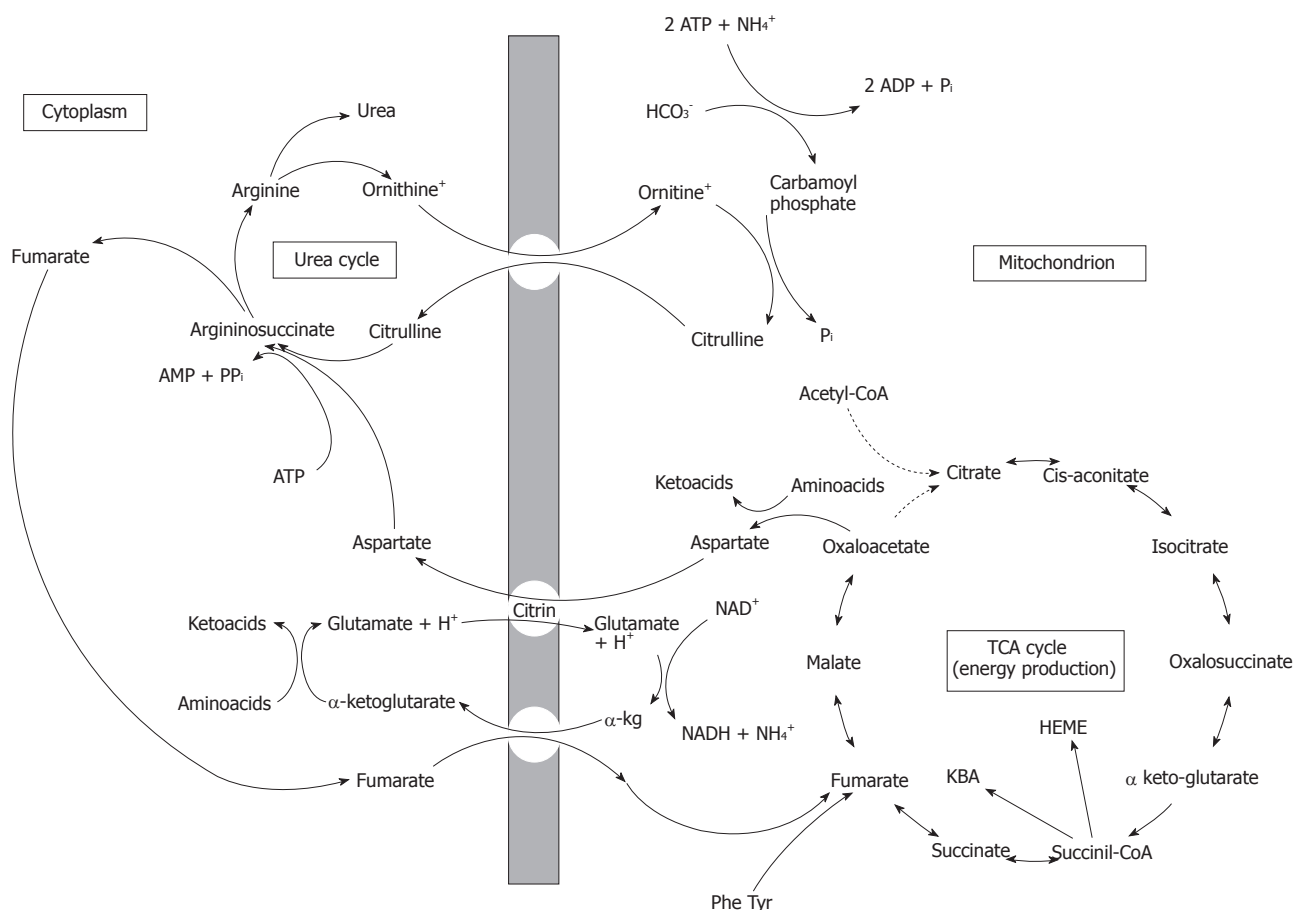 2 ATP + NH₄⁺
2 ADP + Pᵢ
Cytoplasm
Urea
HCO₃⁻
Arginine
Ornithine⁺
Ornitine⁺
Carbamoyl
phosphate
Fumarate
Urea cycle
Mitochondrion
Argininosuccinate
Citrulline
Citrulline
Pᵢ
AMP + PPᵢ
Acetyl-CoA
ATP
Ketoacids
Aminoacids
Citrate
Cis-aconitate
Aspartate
Aspartate
Oxaloacetate
Isocitrate
Citrin
Ketoacids
Glutamate + H⁺
Glutamate
+ H⁺
NAD⁺
TCA cycle
(energy production)
Malate
Oxalosuccinate
Aminoacids
α-ketoglutarate
α-kg
NADH + NH₄⁺
HEME
Fumarate
Fumarate
KBA
α keto-glutarate
Succinate
Succinil-CoA
Phe Tyr